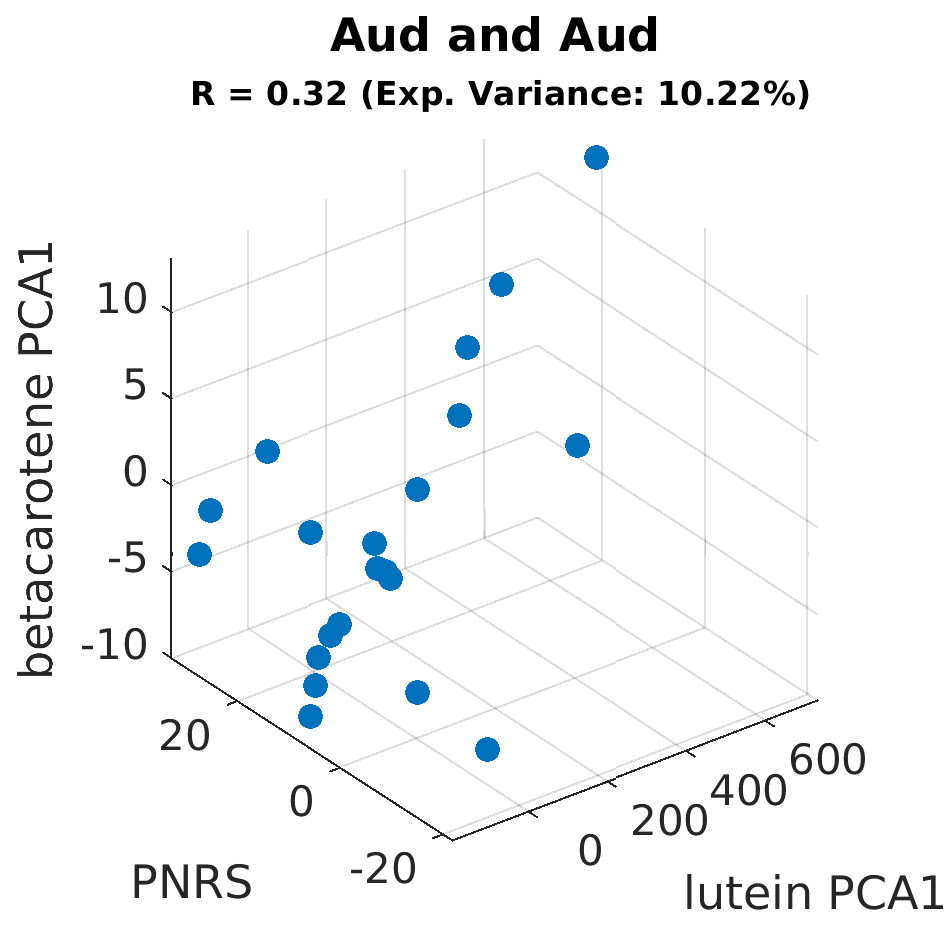 Aud and Aud
R = 0.32 (Exp. Variance: 10.22%)
betacarotene PCA1
10
5
0
-5
-10
20
0
-20
PNRS
0
200
400
600
lutein PCA1